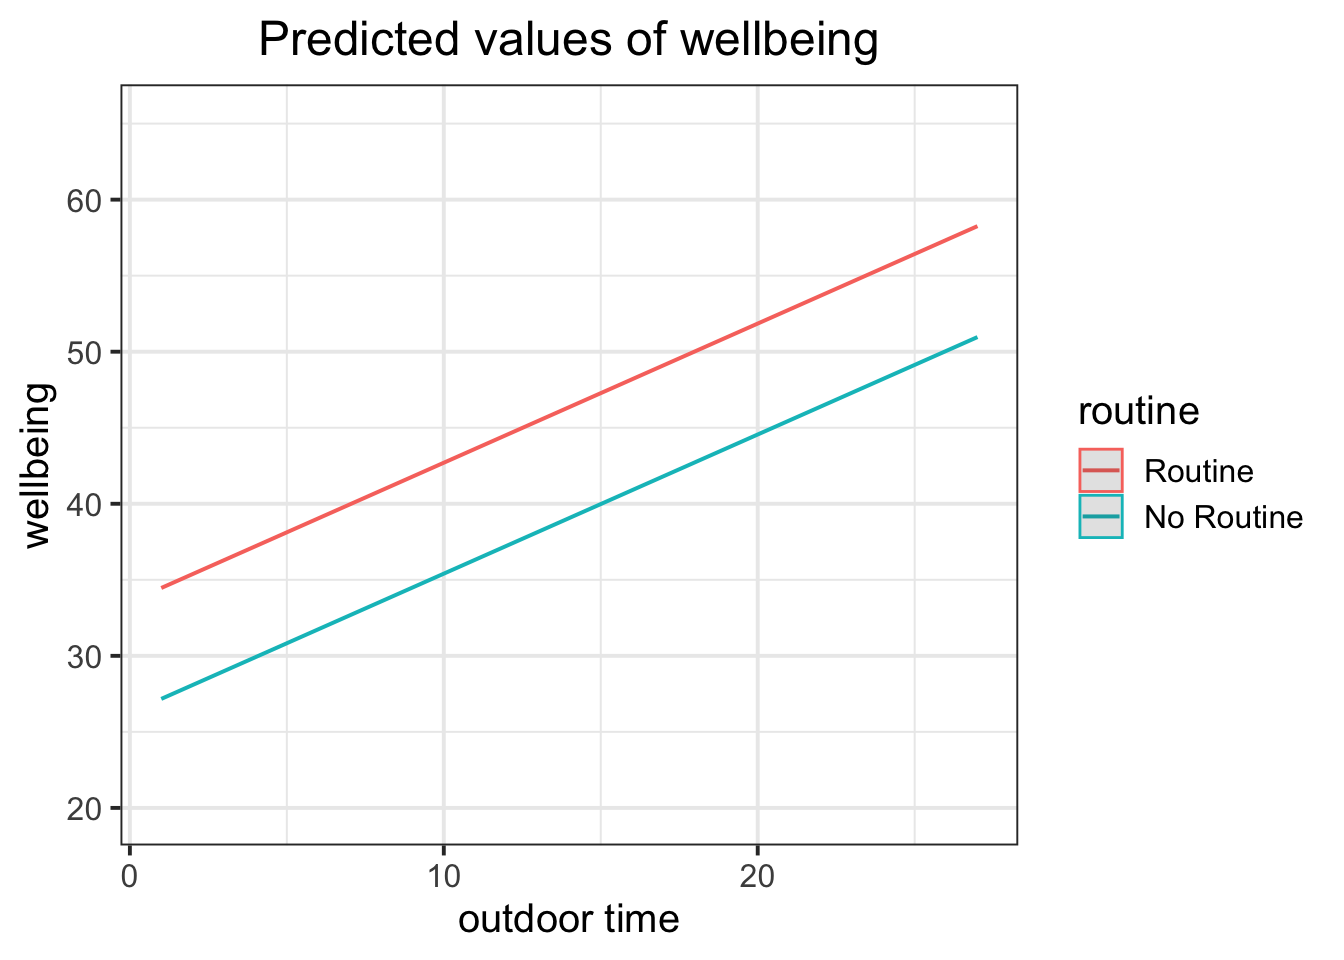 Predicted values of wellbeing
60
50
40
30
20
wellbeing
0 10 20
outdoor time
routine
Routine
No Routine